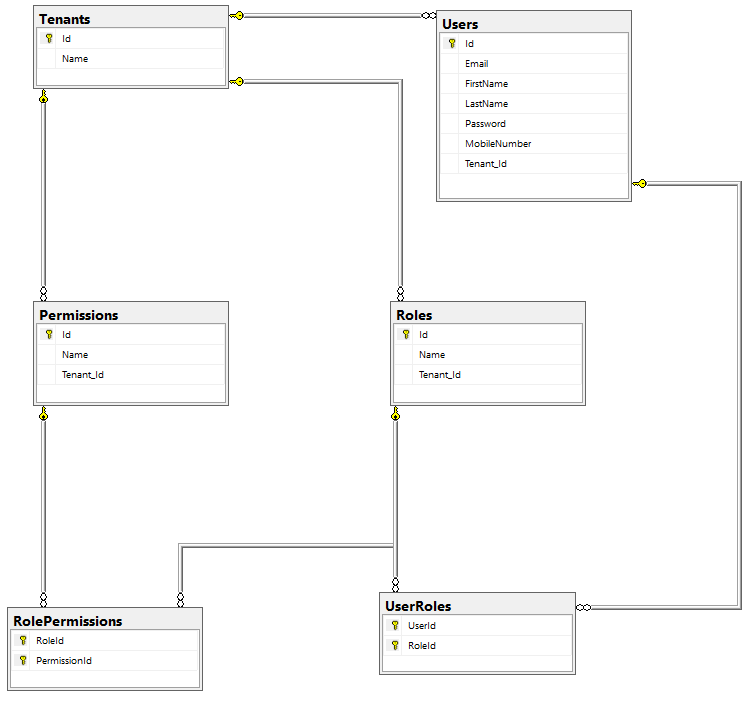 Tenants
Id
Name
Users
Id
Email
FirstName
LastName
Password
MobileNumber
Tenant_Id
Permissions
Id
Name
Tenant_Id
Roles
Id
Name
Tenant_Id
RolePermissions
RoleId
PermissionId
UserRoles
UserId
RoleId